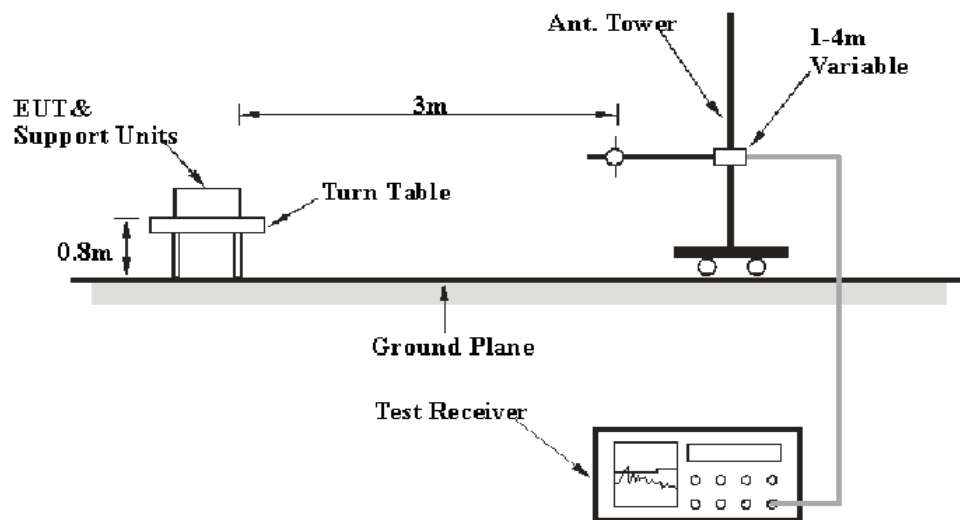 Ant. Tower
1-4m
Variable
EUT&
Support Units
3m
Turn Table
0.8m
Ground Plane
Test Receiver